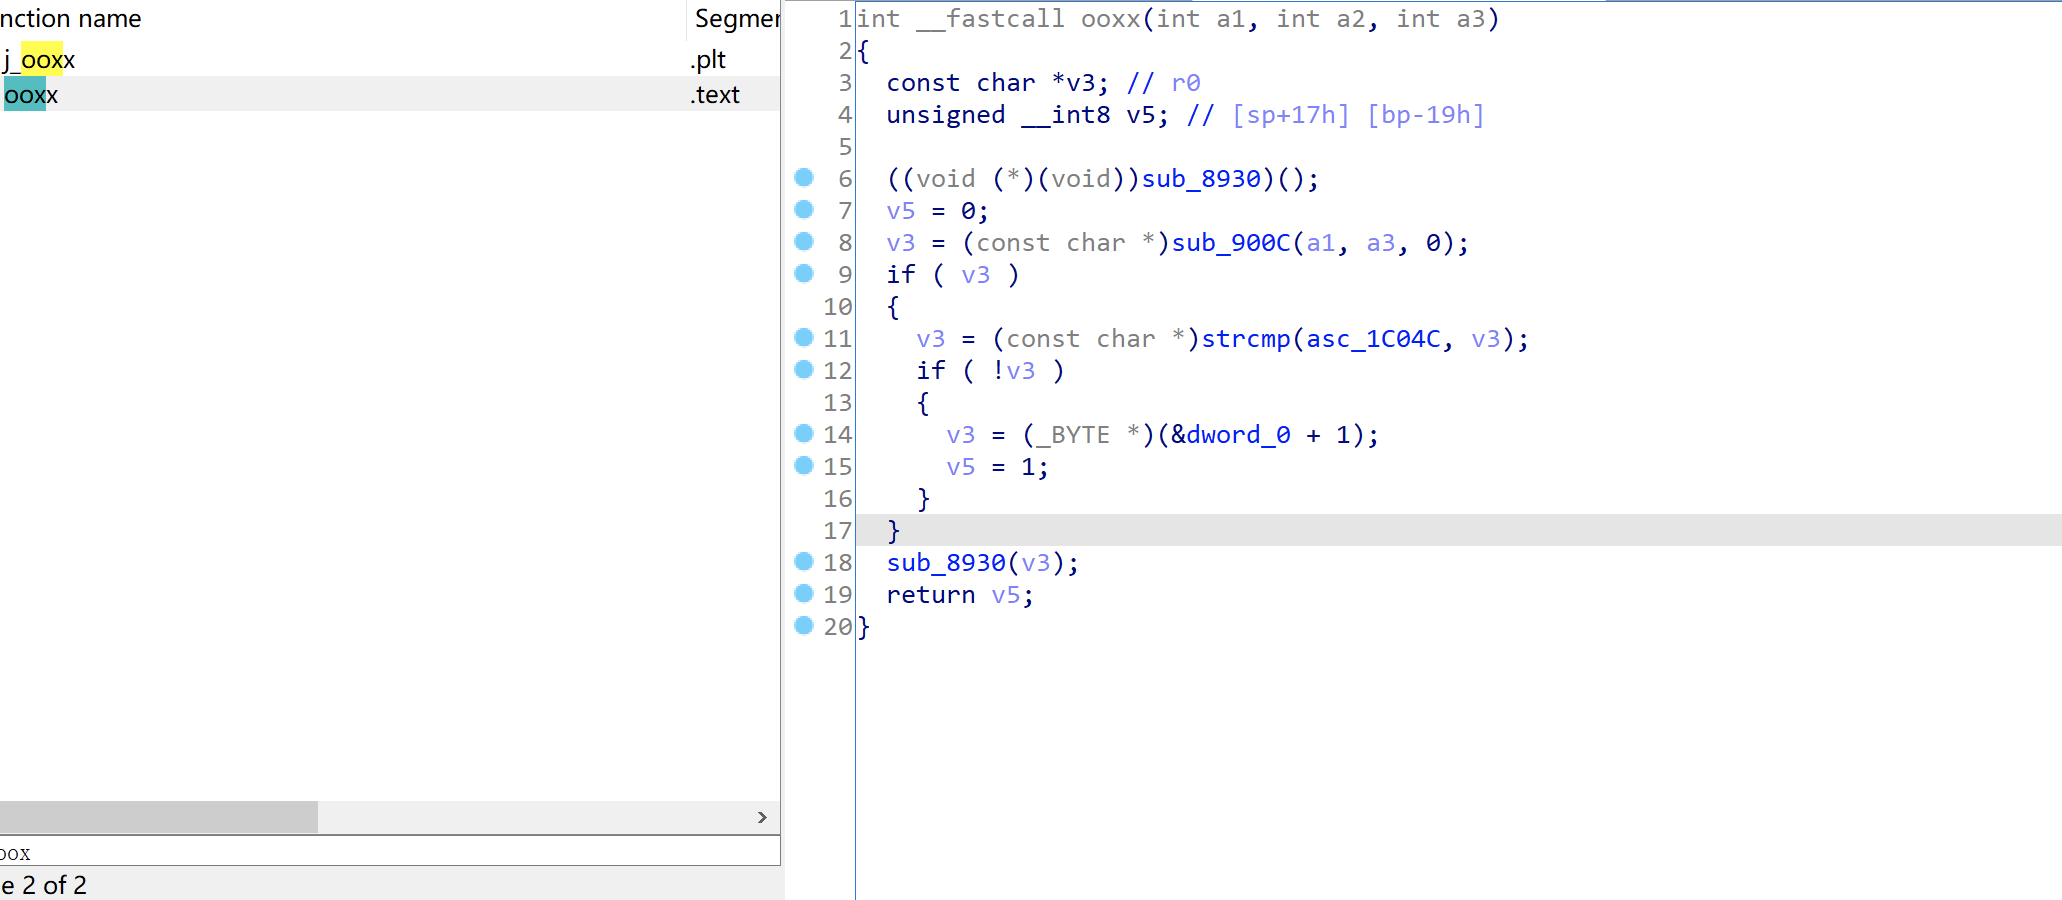 nction name Segmer
j_ooxx .plt
ooxx .text
oox
e 2 of 2
1 int __fastcall ooxx(int a1, int a2, int a3)
2 {
3 const char *v3; // r0
4 unsigned __int8 v5; // [sp+17h] [bp-19h]
5
6 ((void (*)(void))sub_8930)();
7 v5 = 0;
8 v3 = (const char *)sub_900C(a1, a3, 0);
9 if ( v3 )
10 {
11 v3 = (const char *)strcmp(asc_1C04C, v3);
12 if ( !v3 )
13 {
14 v3 = (_BYTE *)(&dword_0 + 1);
15 v5 = 1;
16 }
17 }
18 sub_8930(v3);
19 return v5;
20 }